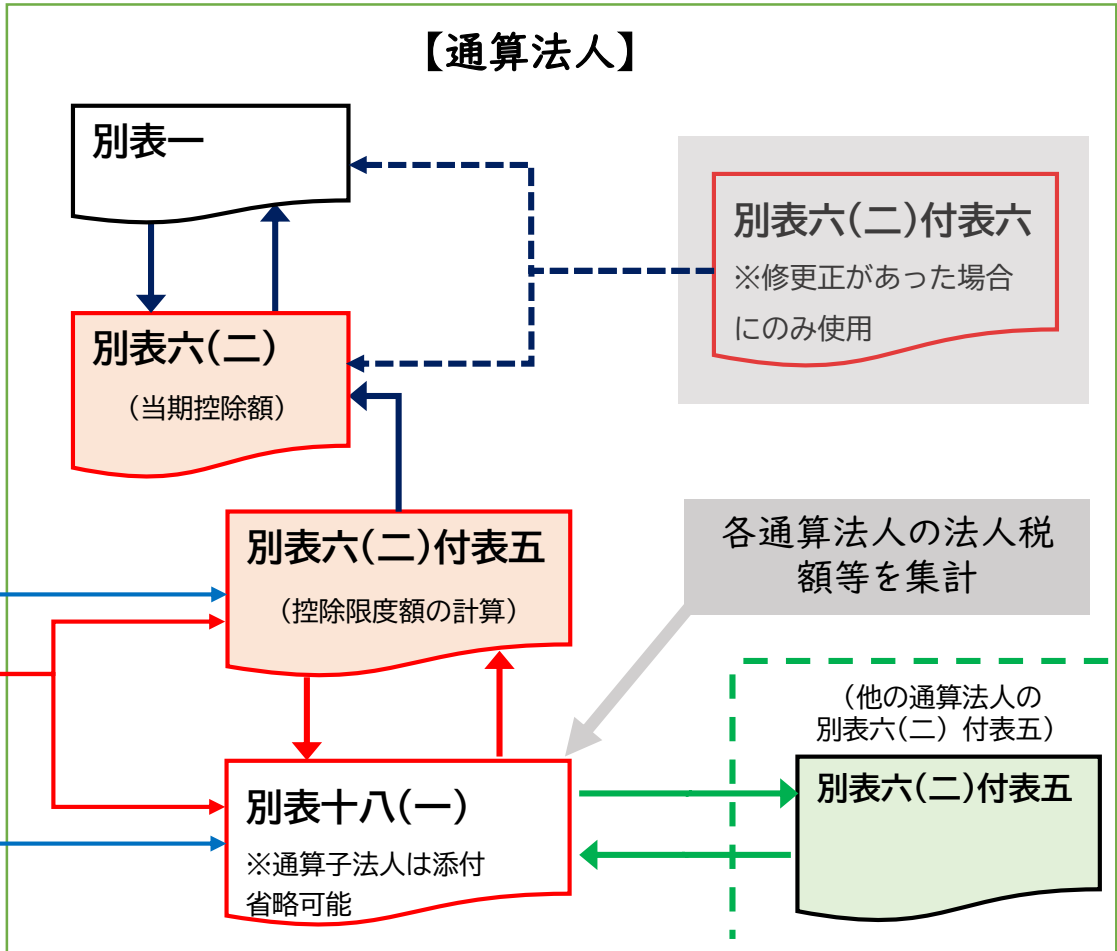 【通算法人】
別表一
別表六(二)付表六
※修更正があった場合
にのみ使用
別表六(二)
（当期控除額）
別表六(二)付表五
（控除限度額の計算）
各通算法人の法人税
額等を集計
（他の通算法人の
別表六(二) 付表五）
別表六(二)付表五
別表十八(一)
※通算子法人は添付
省略可能